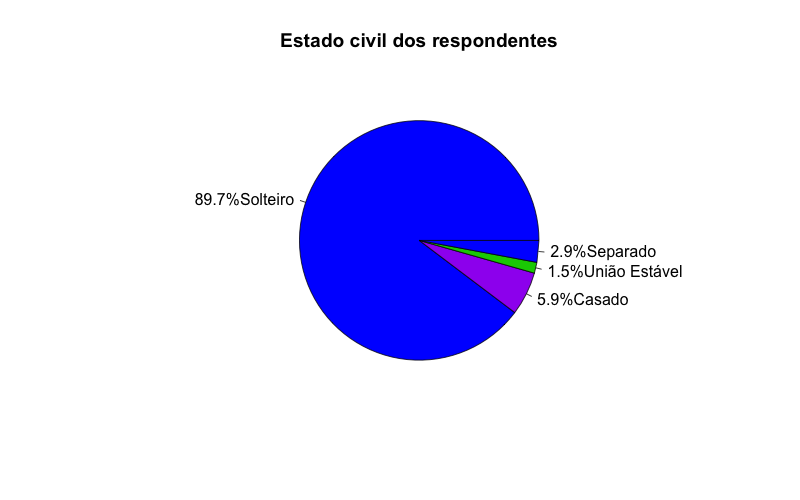 Estado civil dos respondentes
89.7%Solteiro
2.9%Separado
1.5%União Estável
5.9%Casado